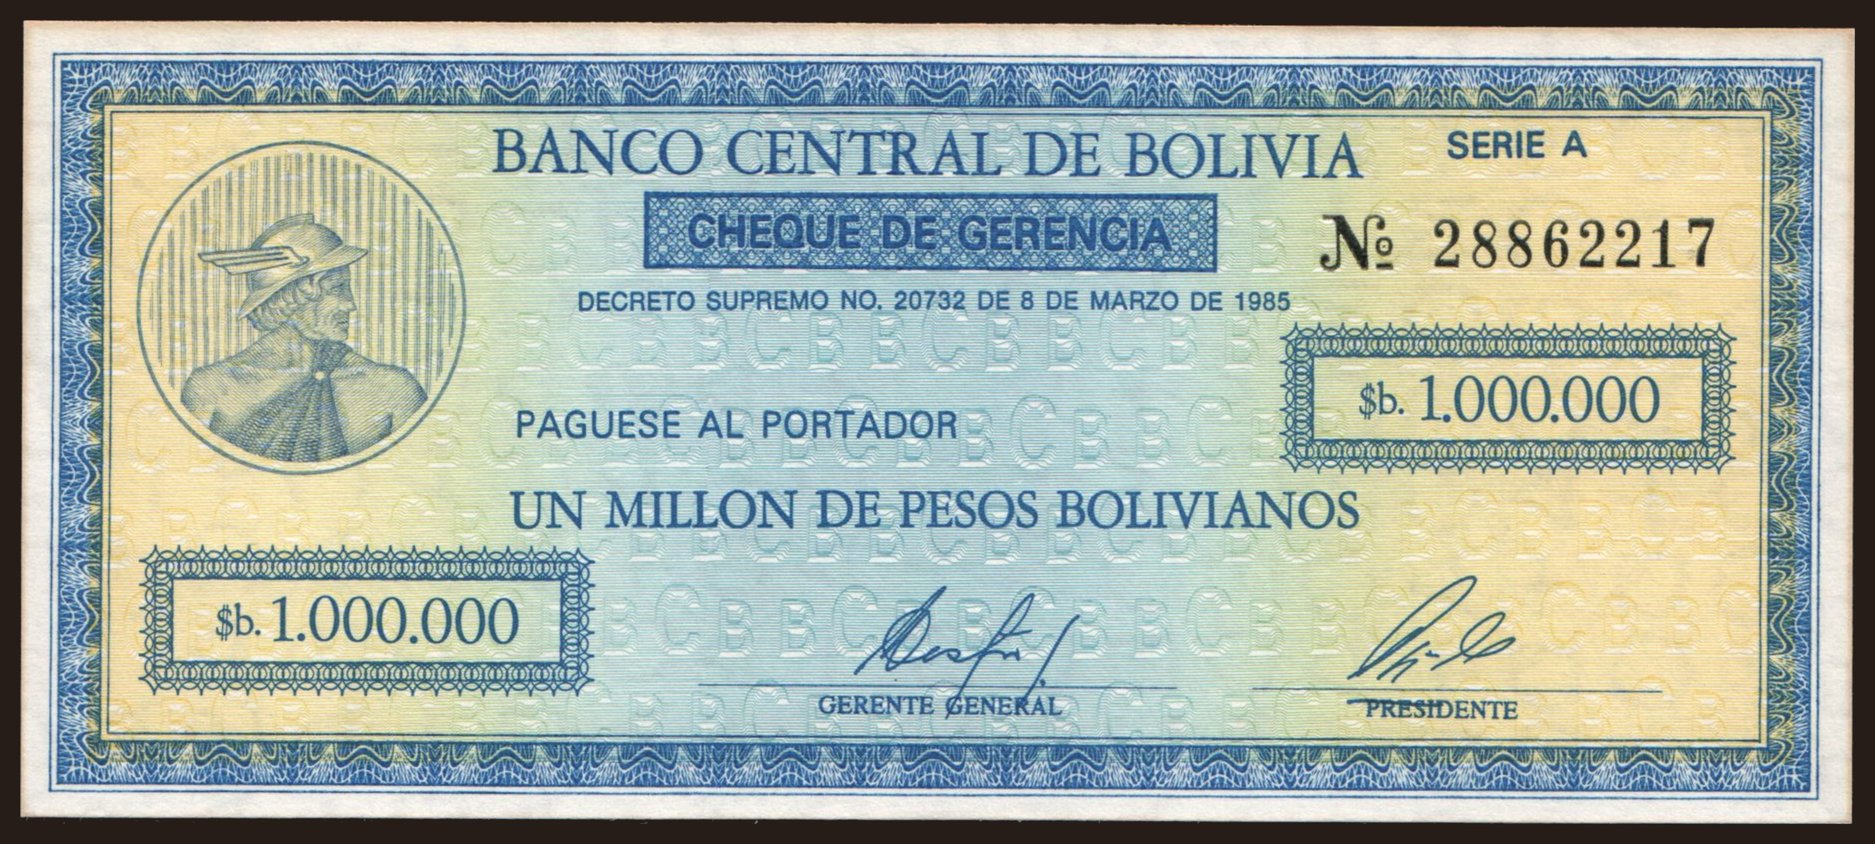 BANCO CENTRAL DE BOLIVIA
SERIE A
CHEQUE DE GERENCIA
№ 28862217
DECRETO SUPREMO NO. 20732 DE 8 DE MARZO DE 1985
$b. 1.000.000
PAGUESE AL PORTADOR
UN MILLON DE PESOS BOLIVIANOS
$b. 1.000.000
GERENTE GENERAL
PRESIDENTE